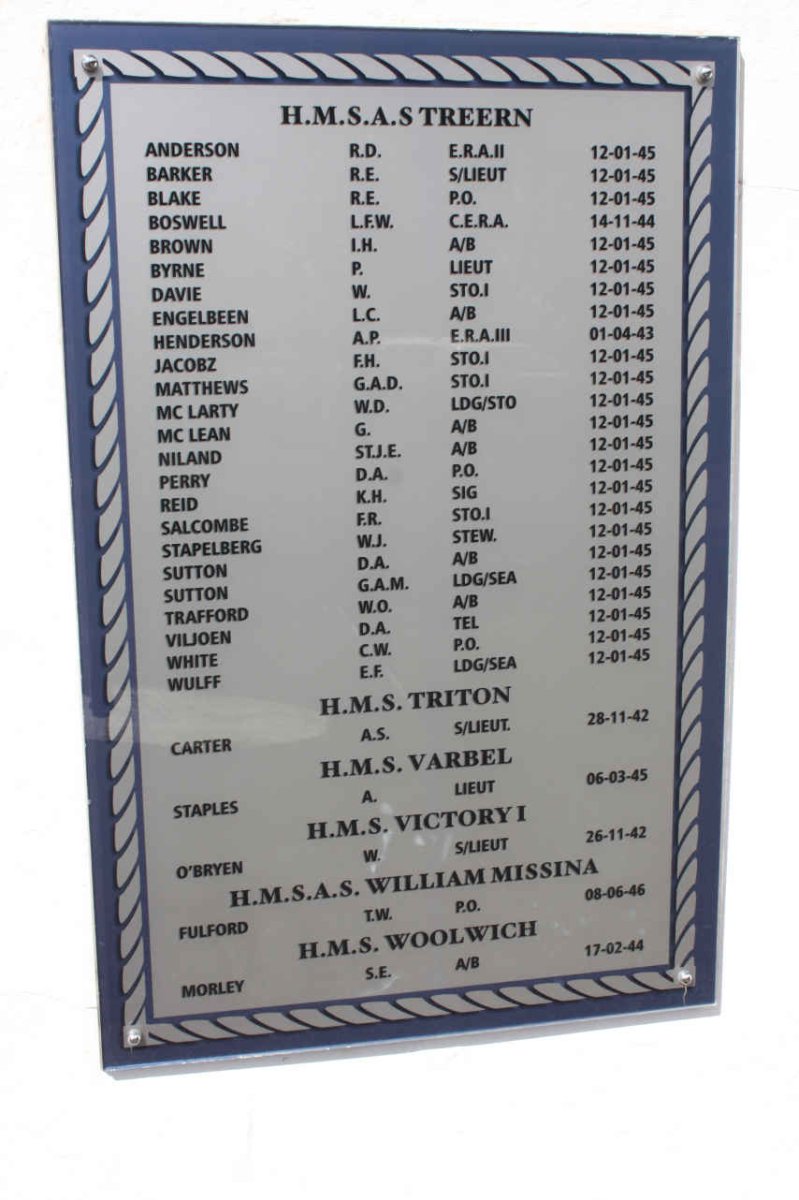 H.M.S.A.S TREERN
ANDERSON R.D. E.R.A.II 12-01-45
BARKER R.E. S/LIEUT 12-01-45
BLAKE R.E. P.O. 12-01-45
BOSWELL L.F.W. C.E.R.A. 14-11-44
BROWN I.H. A/B 12-01-45
BYRNE P. LIEUT 12-01-45
DAVIE W. STO.I 12-01-45
ENGELBEEN L.C. A/B 12-01-45
HENDERSON A.P. E.R.A.III 01-04-43
JACOBZ F.H. STO.I 12-01-45
MATTHEWS G.A.D. STO.I 12-01-45
MC LARTY W.D. LDG/STO 12-01-45
MC LEAN G. A/B 12-01-45
NILAND ST.J.E. A/B 12-01-45
PERRY D.A. P.O. 12-01-45
REID K.H. SIG 12-01-45
SALCOMBE F.R. STO.I 12-01-45
STAPELBERG W.J. STEW. 12-01-45
SUTTON D.A. A/B 12-01-45
SUTTON G.A.M. LDG/SEA 12-01-45
TRAFFORD W.O. A/B 12-01-45
VILJOEN D.A. TEL 12-01-45
WHITE C.W. P.O. 12-01-45
WULFF E.F. LDG/SEA 12-01-45
H.M.S. TRITON
CARTER A.S. S/LIEUT. 28-11-42
H.M.S. VARBEL
STAPLES A. LIEUT 06-03-45
H.M.S. VICTORY I
O'BRYEN W. S/LIEUT 26-11-42
H.M.S.A.S. WILLIAM MISSINA
FULFORD T.W. P.O. 08-06-46
H.M.S. WOOLWICH
MORLEY S.E. A/B 17-02-44